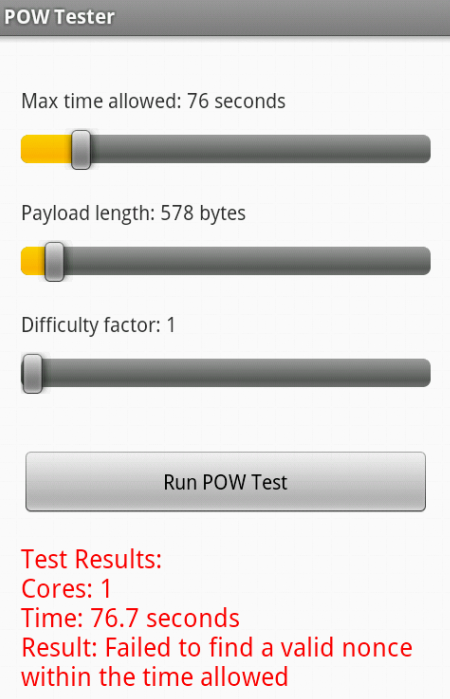 POW Tester
Max time allowed: 76 seconds
Payload length: 578 bytes
Difficulty factor: 1
Run POW Test
Test Results:
Cores: 1
Time: 76.7 seconds
Result: Failed to find a valid nonce
within the time allowed